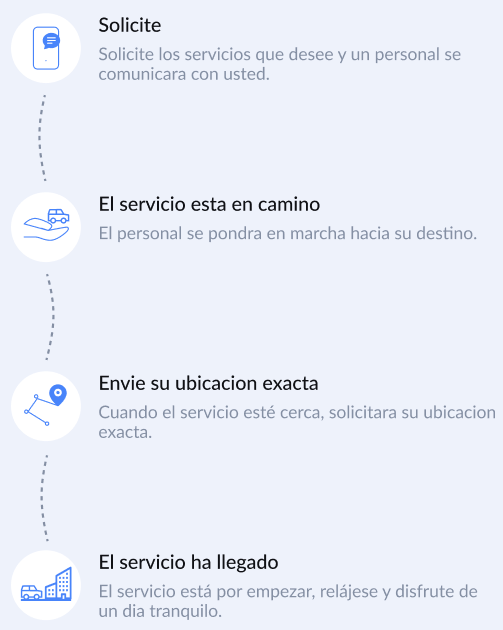 Solicite
Solicite los servicios que desee y un personal se
comunicara con usted.
El servicio esta en camino
El personal se pondra en marcha hacia su destino.
Envie su ubicacion exacta
Cuando el servicio esté cerca, solicitara su ubicacion
exacta.
El servicio ha llegado
El servicio está por empezar, relájese y disfrute de
un dia tranquilo.